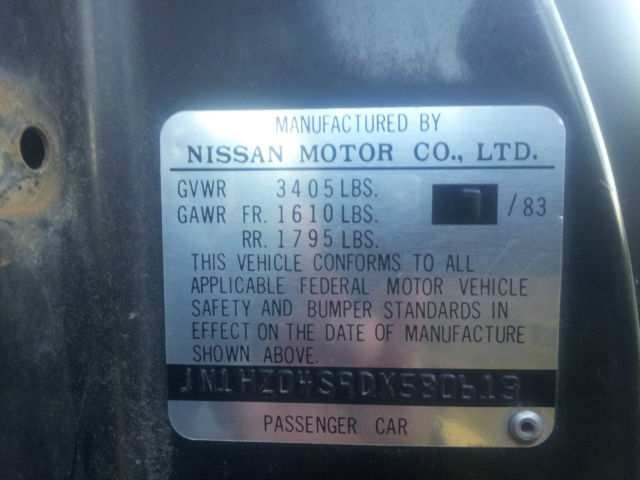 MANUFACTURED BY
NISSAN MOTOR CO., LTD.
GVWR 3405 LBS. 7 / 83
GAWR FR. 1610 LBS.
RR. 1795 LBS.
THIS VEHICLE CONFORMS TO ALL
APPLICABLE FEDERAL MOTOR VEHICLE
SAFETY AND BUMPER STANDARDS IN
EFFECT ON THE DATE OF MANUFACTURE
SHOWN ABOVE.
JN1HZ04S9DX580613
PASSENGER CAR